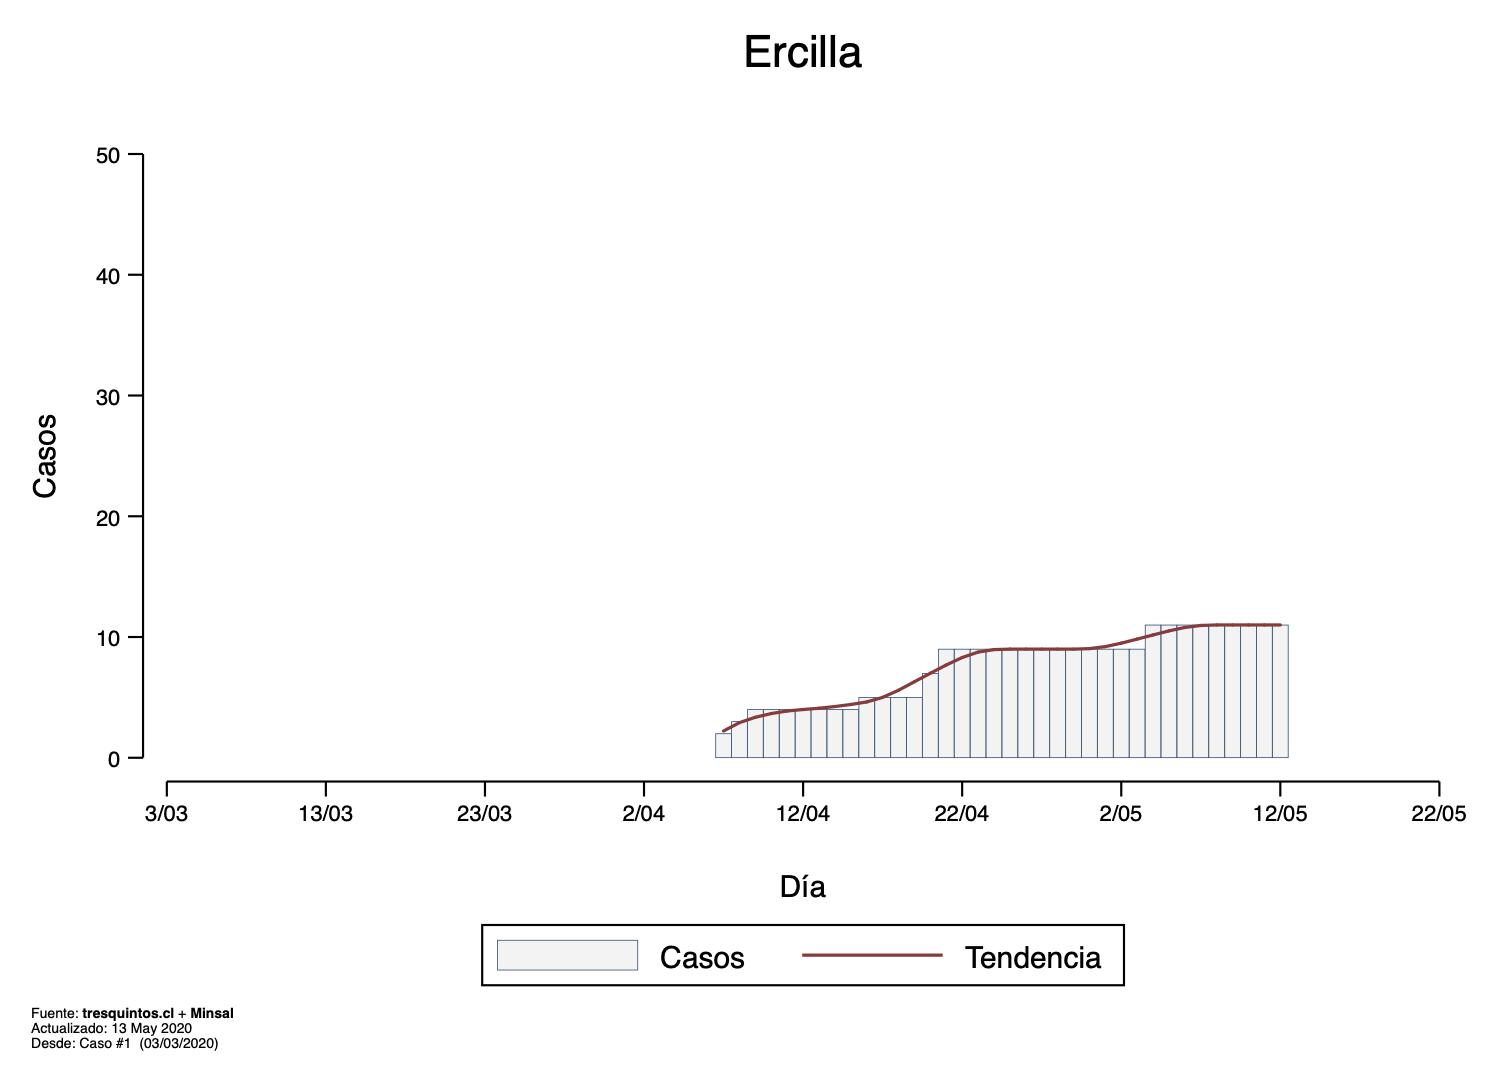 Ercilla
50
40
30
20
10
0
Casos
3/03 13/03 23/03 2/04 12/04 22/04 2/05 12/05 22/05
Día
Casos Tendencia
Fuente: tresquintos.cl + Minsal
Actualizado: 13 May 2020
Desde: Caso #1 (03/03/2020)